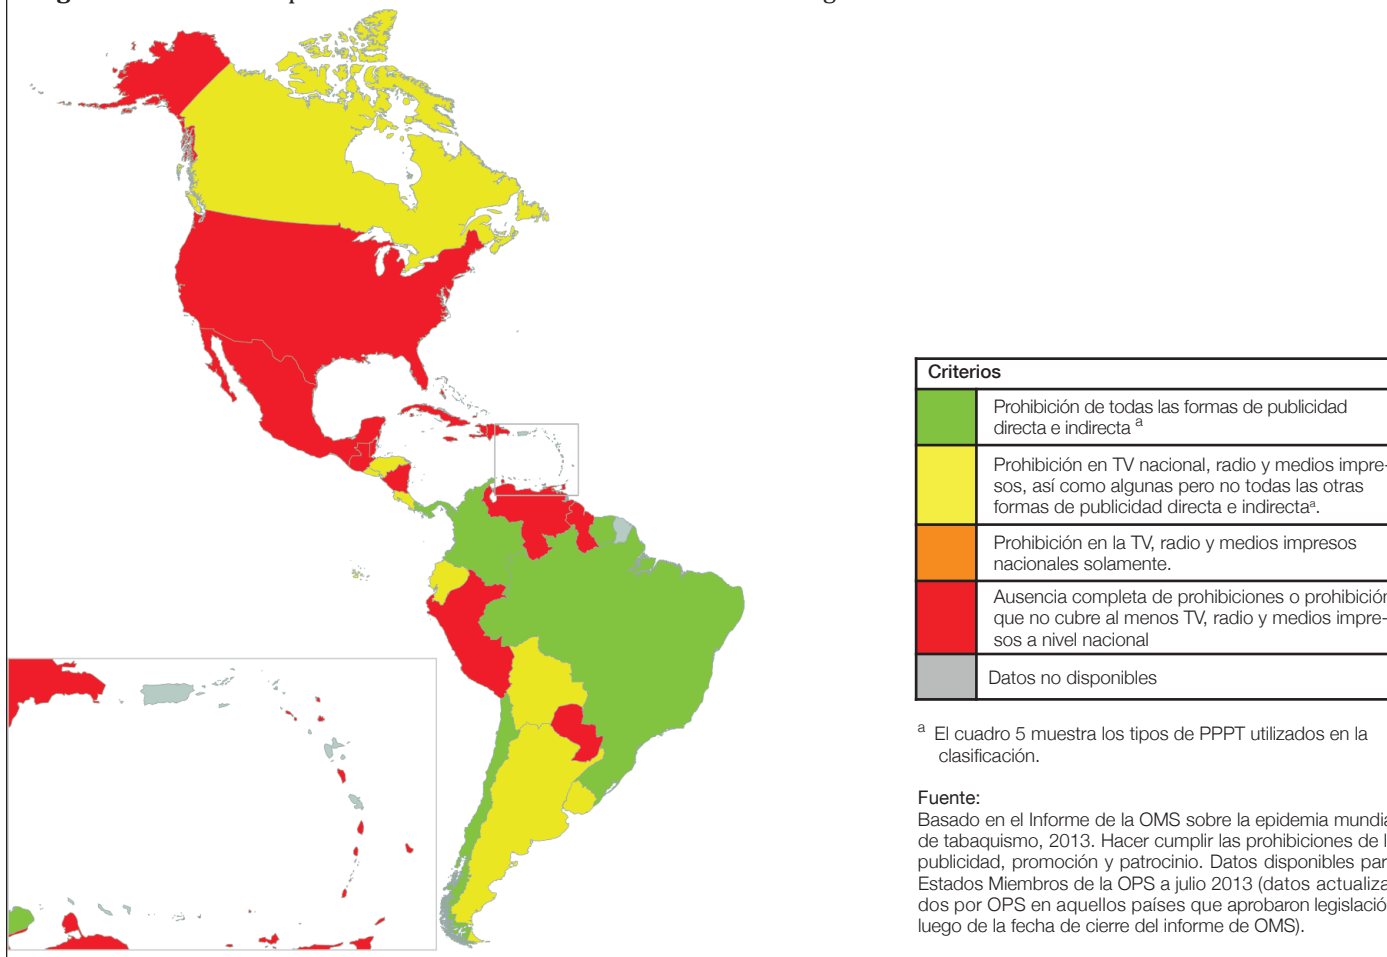 Criterios
Prohibición de todas las formas de publicidad
directa e indirecta a
Prohibición en TV nacional, radio y medios impre-
sos, así como algunas pero no todas las otras
formas de publicidad directa e indirectaa.
Prohibición en la TV, radio y medios impresos
nacionales solamente.
Ausencia completa de prohibiciones o prohibición
que no cubre al menos TV, radio y medios impre-
sos a nivel nacional
Datos no disponibles
a El cuadro 5 muestra los tipos de PPPT utilizados en la
clasificación.
Fuente:
Basado en el Informe de la OMS sobre la epidemia mundia
de tabaquismo, 2013. Hacer cumplir las prohibiciones de l
publicidad, promoción y patrocinio. Datos disponibles par
Estados Miembros de la OPS a julio 2013 (datos actualiza-
dos por OPS en aquellos países que aprobaron legislació
luego de la fecha de cierre del informe de OMS).